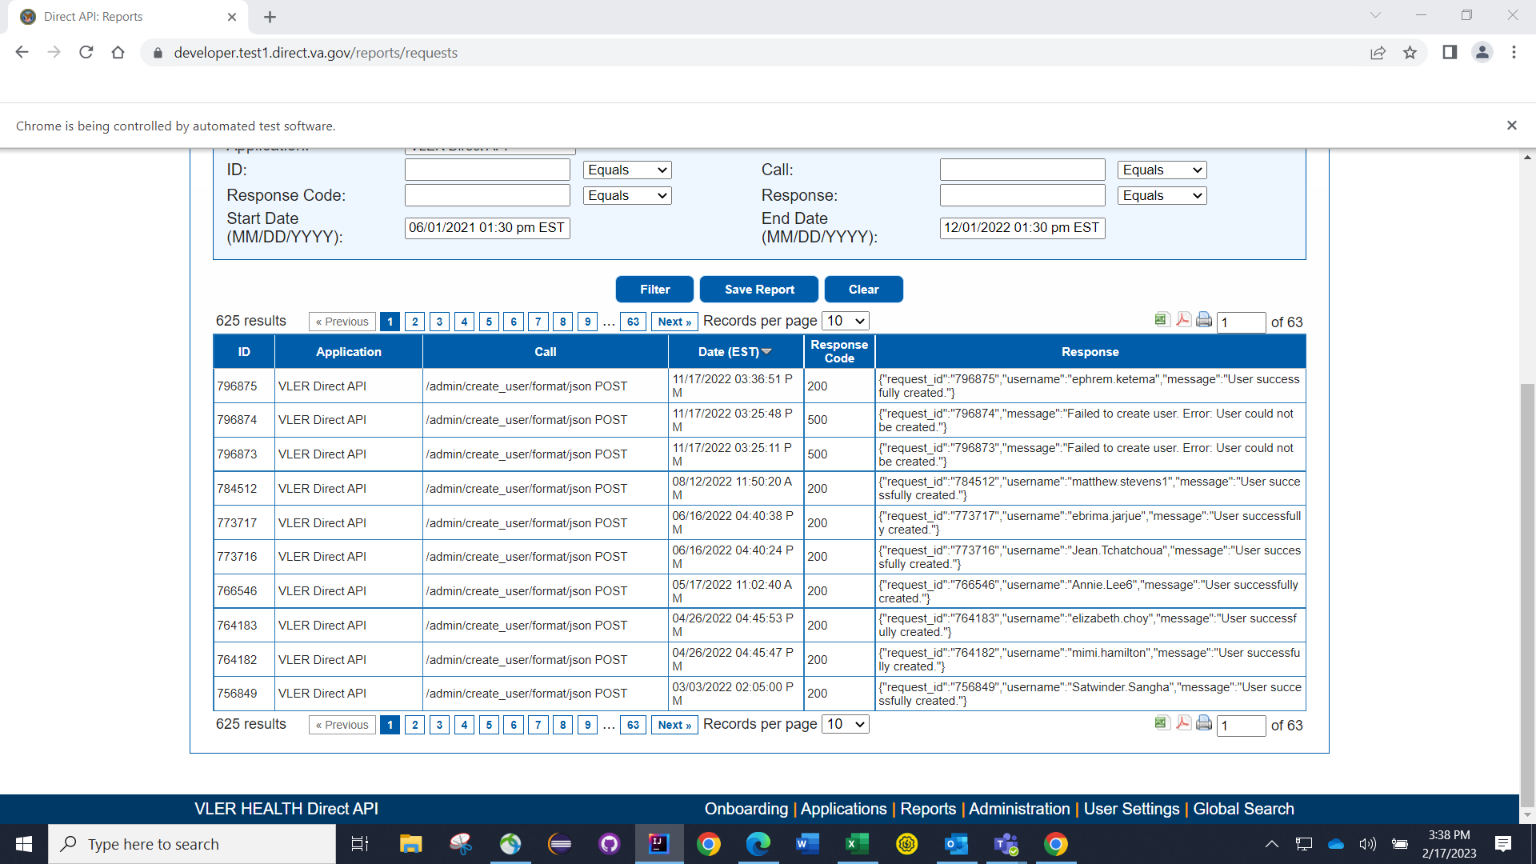 Direct API: Reports
developer.test1.direct.va.gov/reports/requests
Chrome is being controlled by automated test software.
ID: Equals Call: Equals
Response Code: Equals Response: Equals
Start Date
(MM/DD/YYYY): 06/01/2021 01:30 pm EST End Date
(MM/DD/YYYY): 12/01/2022 01:30 pm EST
Filter Save Report Clear
625 results « Previous 1 2 3 4 5 6 7 8 9 ... 63 Next » Records per page 10 1 of 63
ID Application Call Date (EST) Response Code Response
796875 VLER Direct API /admin/create_user/format/json POST 11/17/2022 03:36:51 P
M 200 {"request_id":"796875","username":"ephrem.ketema","message":"User success
fully created."}
796874 VLER Direct API /admin/create_user/format/json POST 11/17/2022 03:25:48 P
M 500 {"request_id":"796874","message":"Failed to create user. Error: User could not
be created."}
796873 VLER Direct API /admin/create_user/format/json POST 11/17/2022 03:25:11 P
M 500 {"request_id":"796873","message":"Failed to create user. Error: User could not
be created."}
784512 VLER Direct API /admin/create_user/format/json POST 08/12/2022 11:50:20 A
M 200 {"request_id":"784512","username":"matthew.stevens1","message":"User succe
ssfully created."}
773717 VLER Direct API /admin/create_user/format/json POST 06/16/2022 04:40:38 P
M 200 {"request_id":"773717","username":"ebrima.jarjue","message":"User successfull
y created."}
773716 VLER Direct API /admin/create_user/format/json POST 06/16/2022 04:40:24 P
M 200 {"request_id":"773716","username":"Jean.Tchatchoua","message":"User succes
sfully created."}
766546 VLER Direct API /admin/create_user/format/json POST 05/17/2022 11:02:40 A
M 200 {"request_id":"766546","username":"Annie.Lee6","message":"User successfully
created."}
764183 VLER Direct API /admin/create_user/format/json POST 04/26/2022 04:45:53 P
M 200 {"request_id":"764183","username":"elizabeth.choy","message":"User successf
ully created."}
764182 VLER Direct API /admin/create_user/format/json POST 04/26/2022 04:45:47 P
M 200 {"request_id":"764182","username":"mimi.hamilton","message":"User successfu
lly created."}
756849 VLER Direct API /admin/create_user/format/json POST 03/03/2022 02:05:00 P
M 200 {"request_id":"756849","username":"Satwinder.Sangha","message":"User succe
ssfully created."}
625 results « Previous 1 2 3 4 5 6 7 8 9 ... 63 Next » Records per page 10 1 of 63
VLER HEALTH Direct API Onboarding | Applications | Reports | Administration | User Settings | Global Search
Type here to search
3:38 PM
2/17/2023